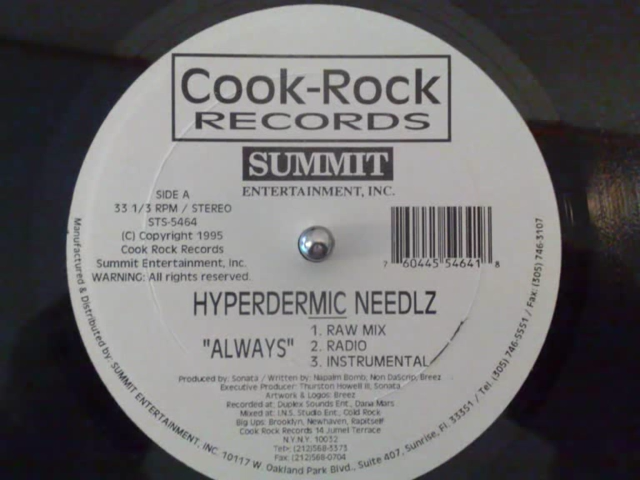 Cook-Rock
RECORDS
SUMMIT
ENTERTAINMENT, INC.
SIDE A
33 1/3 RPM / STEREO
STS-5464
(C) Copyright 1995
Cook Rock Records
Summit Entertainment, Inc.
WARNING: All rights reserved.
7 60445 54641 8
HYPERDERMIC NEEDLZ
"ALWAYS"
1. RAW MIX
2. RADIO
3. INSTRUMENTAL
Produced by: Sonata / Written by: Napalm Bomb, Non DaScrip, Breez
Executive Producer: Thurston Howell III, Sonata
Artwork & Logos: Breez
Recorded at: Duplex Sounds Ent., Dana Mars
Mixed at: I.N.S. Studio Ent., Cold Rock
Big Ups: Brooklyn, Newhaven, Rapitself
Cook Rock Records 14 Jumel Terrace
N.Y.N.Y. 10032
Tel: (212)568-3373
Fax: (212)568-0704
Manufactured & Distributed by: SUMMIT ENTERTAINMENT, INC. 10117 W. Oakland Park Blvd., Suite 407, Sunrise, Fl. 33351 / Tel. (305) 746-5551 / Fax: (305) 746-3107